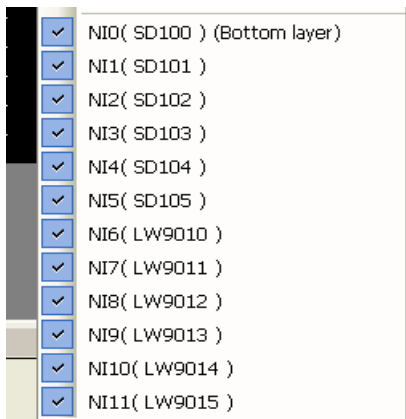 NI0( SD100 ) (Bottom layer)
NI1( SD101 )
NI2( SD102 )
NI3( SD103 )
NI4( SD104 )
NI5( SD105 )
NI6( LW9010 )
NI7( LW9011 )
NI8( LW9012 )
NI9( LW9013 )
NI10( LW9014 )
NI11( LW9015 )